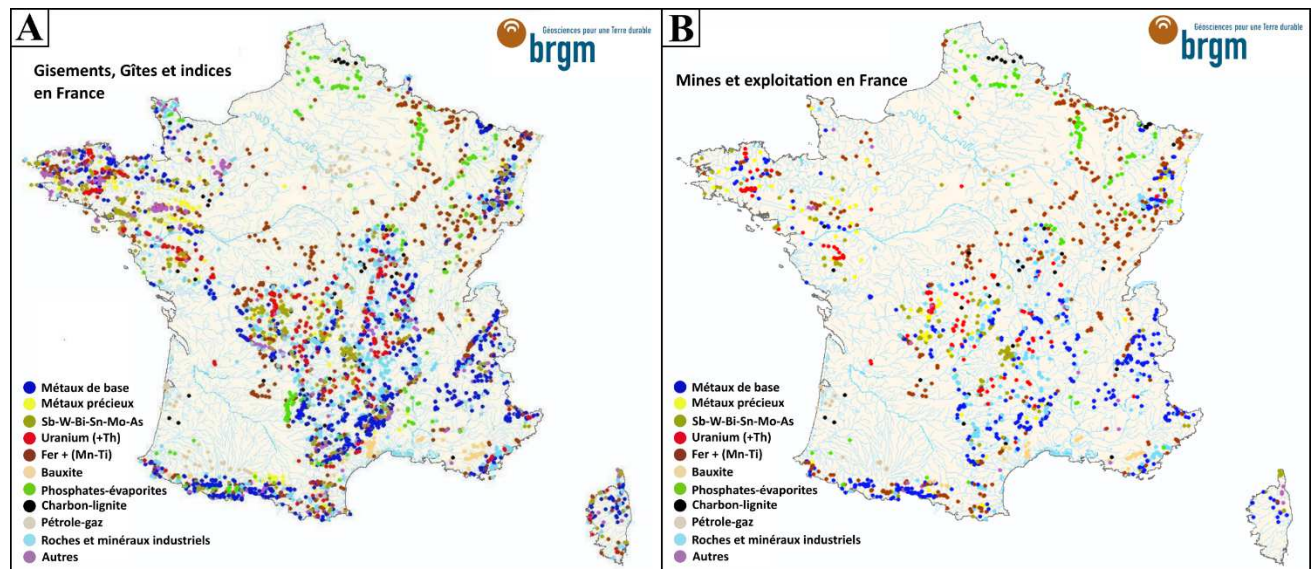 A
Géosciences pour une Terre durable
brgm
Gisements, Gîtes et indices
en France
Métaux de base
Métaux précieux
Sb-W-Bi-Sn-Mo-As
Uranium (+Th)
Fer + (Mn-Ti)
Bauxite
Phosphates-évaporites
Charbon-lignite
Pétrole-gaz
Roches et minéraux industriels
Autres
B
Géosciences pour une Terre durable
brgm
Mines et exploitation en France
Métaux de base
Métaux précieux
Sb-W-Bi-Sn-Mo-As
Uranium (+Th)
Fer + (Mn-Ti)
Bauxite
Phosphates-évaporites
Charbon-lignite
Pétrole-gaz
Roches et minéraux industriels
Autres